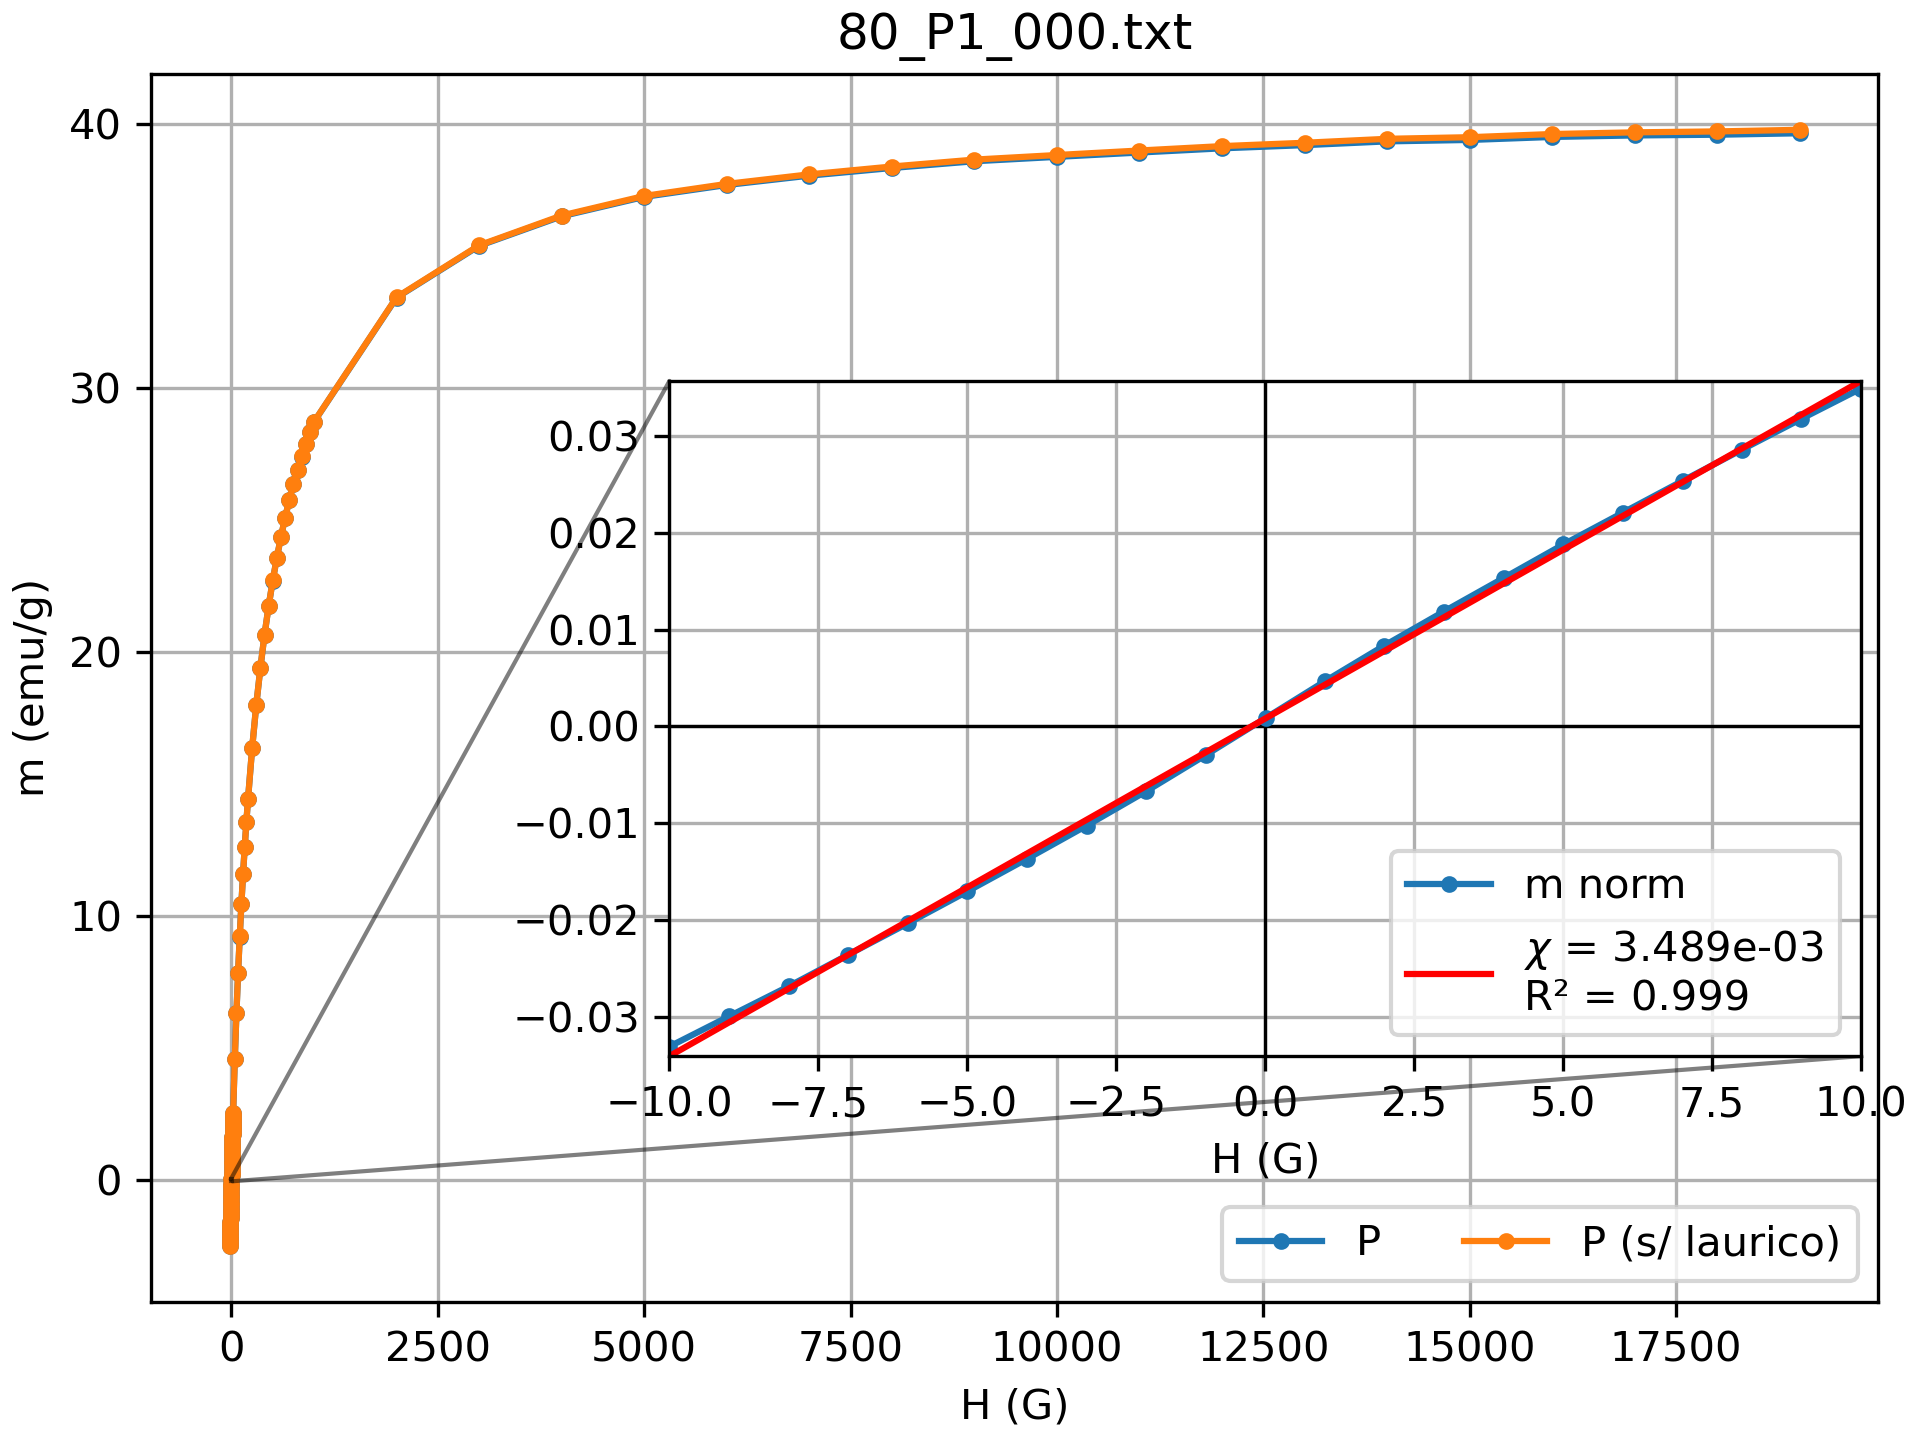 80_P1_000.txt
m (emu/g)
40
30
20
10
0
0.03
0.02
0.01
0.00
−0.01
−0.02
−0.03
m norm
χ = 3.489e-03
R² = 0.999
−10.0 −7.5 −5.0 −2.5 0.0 2.5 5.0 7.5 10.0
H (G)
P P (s/ laurico)
0 2500 5000 7500 10000 12500 15000 17500
H (G)